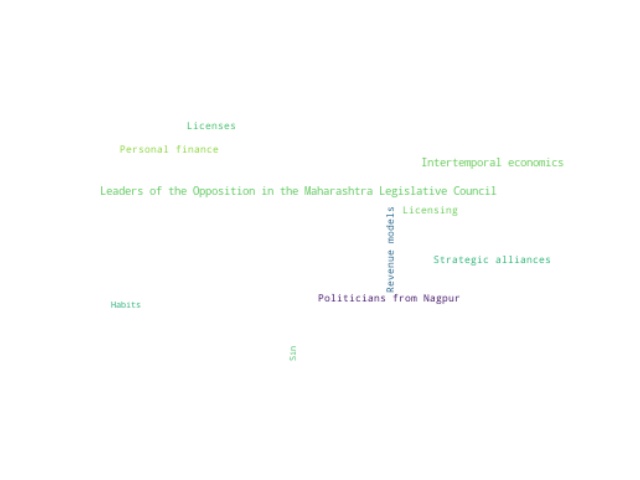 Licenses
Personal finance
Intertemporal economics
Leaders of the Opposition in the Maharashtra Legislative Council
Licensing
Revenue models
Strategic alliances
Politicians from Nagpur
Habits
Sin